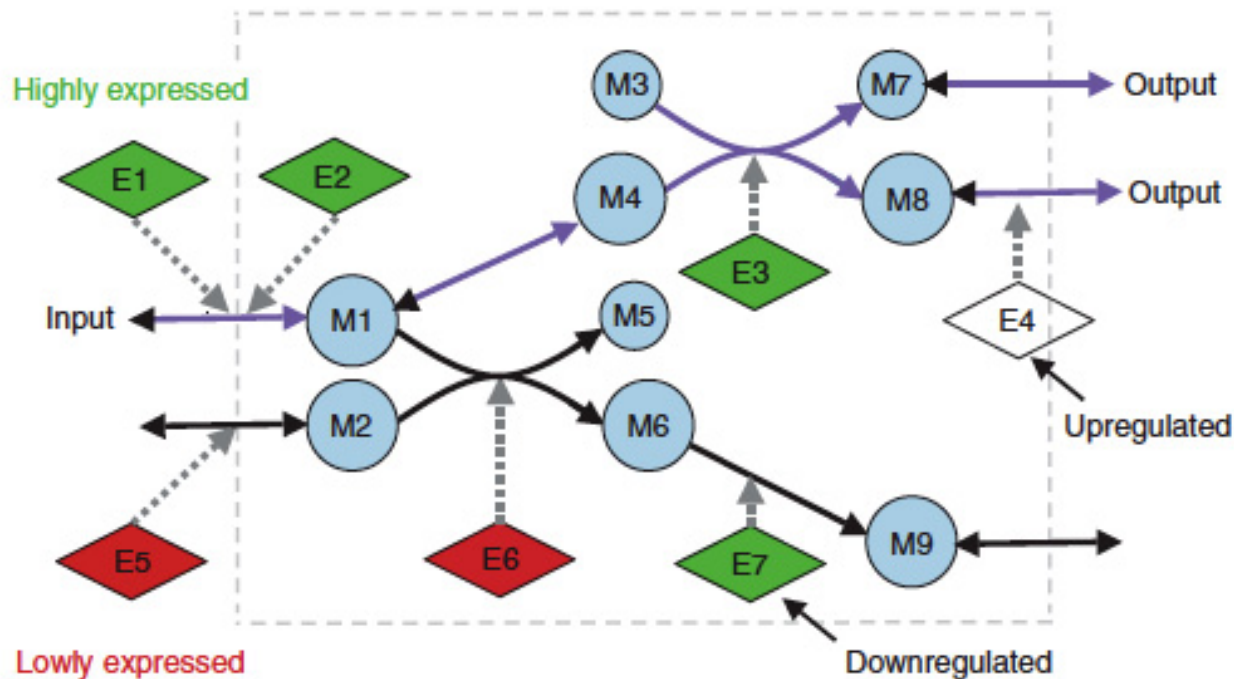 Highly expressed
M3
M7
Output
E1
E2
M4
M8
Output
E3
Input
M1
M5
E4
M2
M6
Upregulated
E5
E6
E7
M9
Lowly expressed
Downregulated